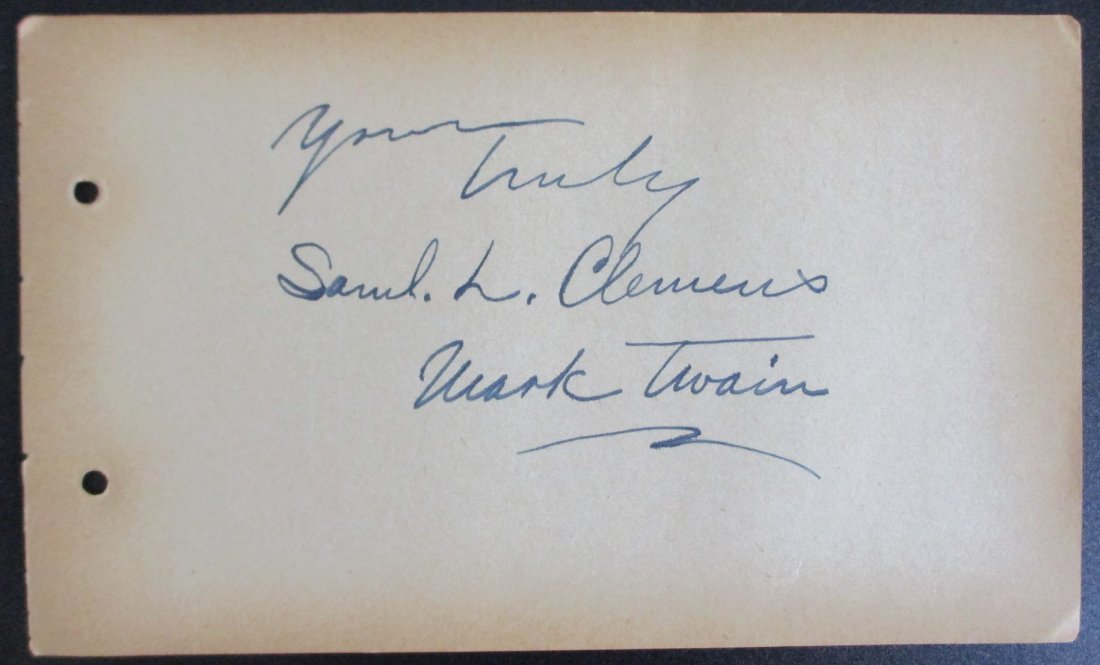 Yours
Truly
Saml. L. Clemens
Mark Twain